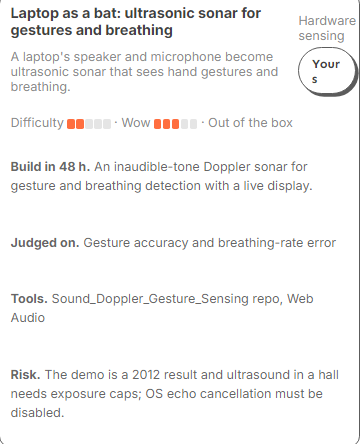 Laptop as a bat: ultrasonic sonar for
gestures and breathing
Hardware
sensing
Your
s
A laptop's speaker and microphone become
ultrasonic sonar that sees hand gestures and
breathing.
Difficulty · Wow · Out of the box
Build in 48 h. An inaudible-tone Doppler sonar for
gesture and breathing detection with a live display.
Judged on. Gesture accuracy and breathing-rate error
Tools. Sound_Doppler_Gesture_Sensing repo, Web
Audio
Risk. The demo is a 2012 result and ultrasound in a hall
needs exposure caps; OS echo cancellation must be
disabled.